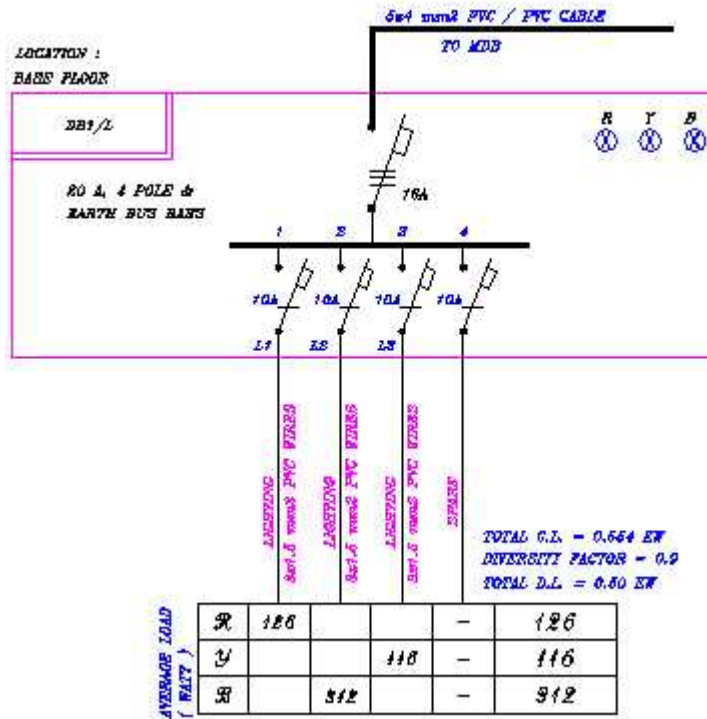 5x4 mm2 PVC / PVC CABLE
TO MDB
LOCATION :
BASE FLOOR
DB1/L
R Y B
20 A, 4 POLE &
EARTH BUS BARS
16A
1 2 3 4
10A 10A 10A 10A
L1 L2 L3
LIGHTING
3x1.5 mm2 PVC WIRES
LIGHTING
3x1.5 mm2 PVC WIRES
LIGHTING
3x1.5 mm2 PVC WIRES
SPARE
TOTAL C.L. = 0.554 KW
DIVERSITY FACTOR = 0.9
TOTAL D.L. = 0.50 KW
AVERAGE LOAD
( WATT )
R 126 - 126
Y 116 - 116
B 312 - 312